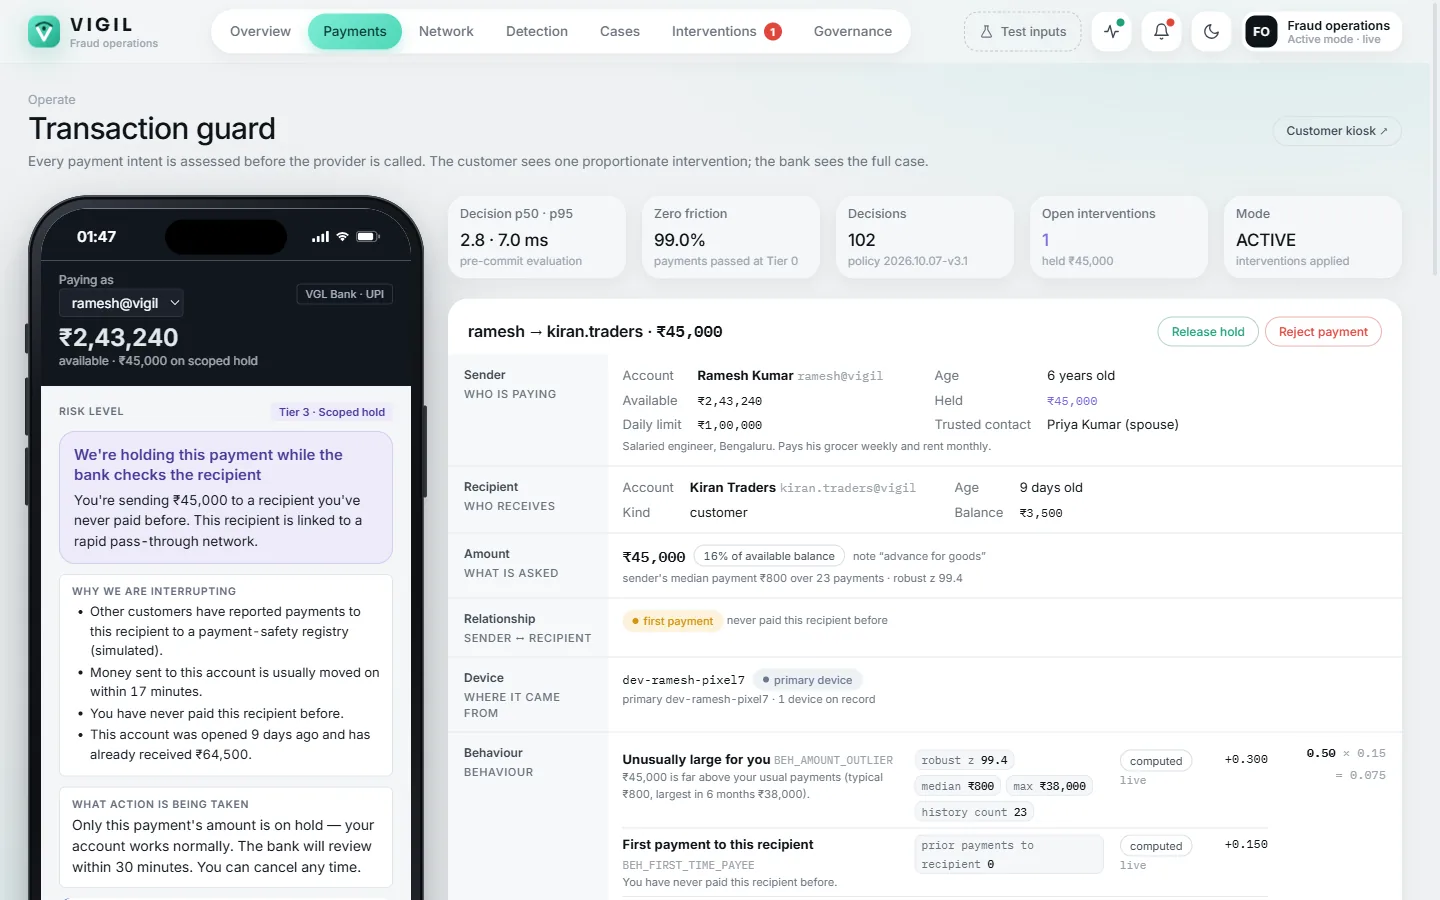 VIGIL
Fraud operations
Overview
Payments
Network
Detection
Cases
Interventions 1
Governance
Test inputs
FO
Fraud operations
Active mode · live
Operate
Transaction guard
Every payment intent is assessed before the provider is called. The customer sees one proportionate intervention; the bank sees the full case.
Customer kiosk ↗
01:47
Paying as
ramesh@vigil
VGL Bank · UPI
₹2,43,240
available · ₹45,000 on scoped hold
RISK LEVEL
Tier 3 · Scoped hold
We're holding this payment while the
bank checks the recipient
You're sending ₹45,000 to a recipient you've
never paid before. This recipient is linked to a
rapid pass-through network.
WHY WE ARE INTERRUPTING
• Other customers have reported payments to
this recipient to a payment-safety registry
(simulated).
• Money sent to this account is usually moved on
within 17 minutes.
• You have never paid this recipient before.
• This account was opened 9 days ago and has
already received ₹64,500.
WHAT ACTION IS BEING TAKEN
Only this payment's amount is on hold — your
account works normally. The bank will review
within 30 minutes. You can cancel any time.
Decision p50 · p95
2.8 · 7.0 ms
pre-commit evaluation
Zero friction
99.0%
payments passed at Tier 0
Decisions
102
policy 2026.10.07-v3.1
Open interventions
1
held ₹45,000
Mode
ACTIVE
interventions applied
ramesh → kiran.traders · ₹45,000
Release hold
Reject payment
Sender
WHO IS PAYING
Account Ramesh Kumar ramesh@vigil Age 6 years old
Available ₹2,43,240 Held ₹45,000
Daily limit ₹1,00,000 Trusted contact Priya Kumar (spouse)
Salaried engineer, Bengaluru. Pays his grocer weekly and rent monthly.
Recipient
WHO RECEIVES
Account Kiran Traders kiran.traders@vigil Age 9 days old
Kind customer Balance ₹3,500
Amount
WHAT IS ASKED
₹45,000 16% of available balance note “advance for goods”
sender's median payment ₹800 over 23 payments · robust z 99.4
Relationship
SENDER ↔ RECIPIENT
first payment never paid this recipient before
Device
WHERE IT CAME
FROM
dev-ramesh-pixel7 primary device
primary dev-ramesh-pixel7 · 1 device on record
Behaviour
BEHAVIOUR
Unusually large for you BEH_AMOUNT_OUTLIER
₹45,000 is far above your usual payments (typical
₹800, largest in 6 months ₹38,000).
robust z 99.4
median ₹800 max ₹38,000
history count 23
computed
live
+0.300
0.50 × 0.15
= 0.075
First payment to this recipient
BEH_FIRST_TIME_PAYEE
You have never paid this recipient before.
prior payments to
recipient 0
computed
live
+0.150